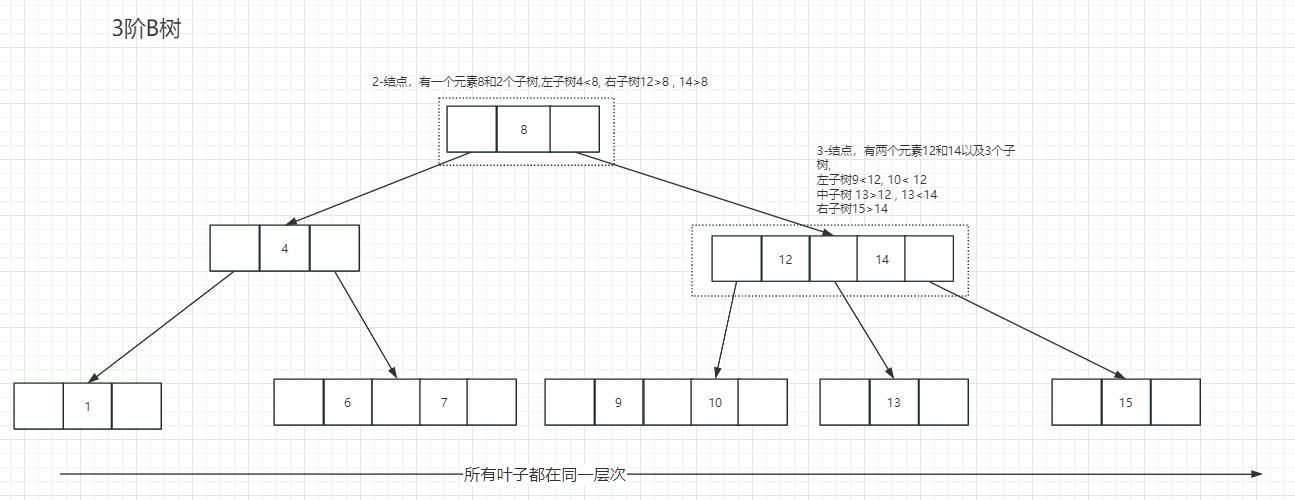 3阶B树
2-结点，有一个元素8和2个子树,左子树4<8, 右子树12>8 , 14>8
8
3-结点，有两个元素12和14以及3个子
树,
左子树9<12, 10< 12
中子树 13>12 , 13<14
右子树15>14
4
12
14
1
6
7
9
10
13
15
所有叶子都在同一层次